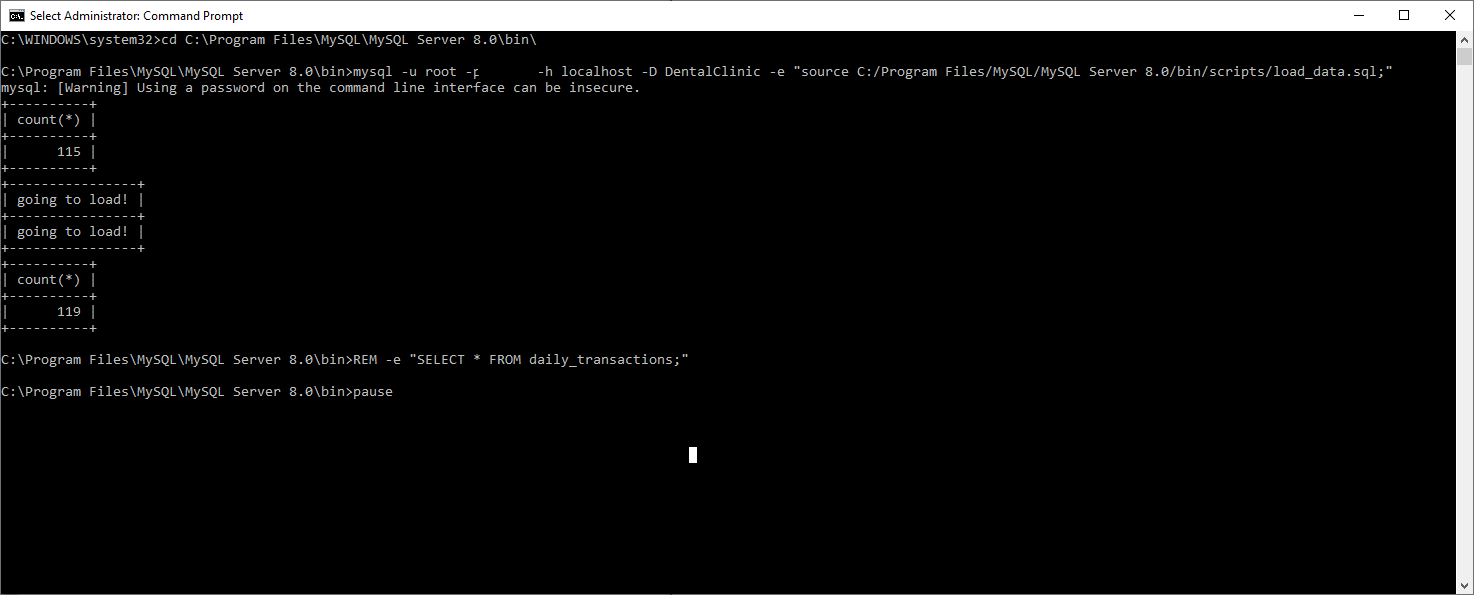 Select Administrator: Command Prompt
C:\WINDOWS\system32>cd C:\Program Files\MySQL\MySQL Server 8.0\bin\
C:\Program Files\MySQL\MySQL Server 8.0\bin>mysql -u root -p -h localhost -D DentalClinic -e "source C:/Program Files/MySQL/MySQL Server 8.0/bin/scripts/load_data.sql;"
mysql: [Warning] Using a password on the command line interface can be insecure.
+----------+
| count(*) |
+----------+
|      115 |
+----------+
+----------------+
| going to load! |
+----------------+
| going to load! |
+----------------+
+----------+
| count(*) |
+----------+
|      119 |
+----------+
C:\Program Files\MySQL\MySQL Server 8.0\bin>REM -e "SELECT * FROM daily_transactions;"
C:\Program Files\MySQL\MySQL Server 8.0\bin>pause